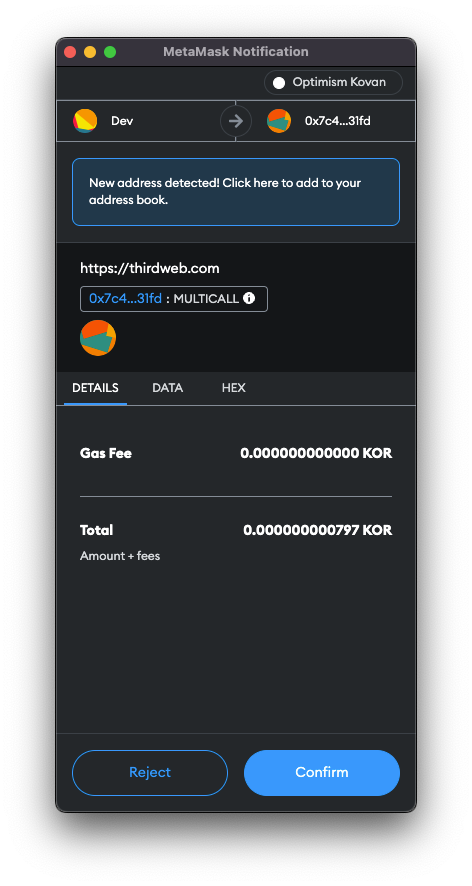 MetaMask Notification
Optimism Kovan
Dev
0x7c4...31fd
New address detected! Click here to add to your
address book.
https://thirdweb.com
0x7c4...31fd : MULTICALL
DETAILS DATA HEX
Gas Fee 0.000000000000 KOR
Total 0.000000000797 KOR
Amount + fees
Reject Confirm